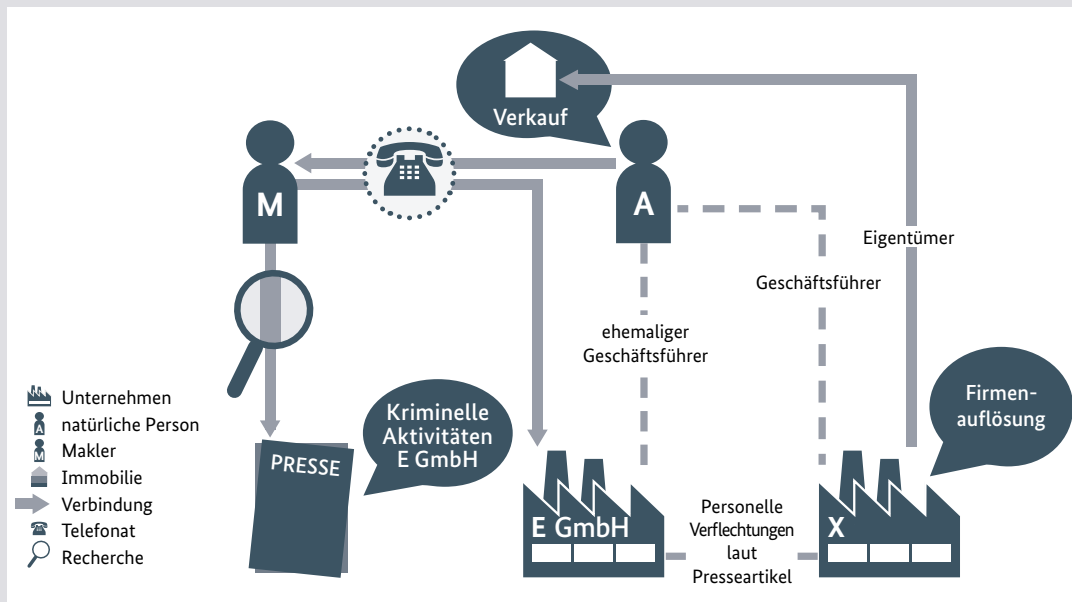 Verkauf
M
A
Eigentümer
Geschäftsführer
ehemaliger
Geschäftsführer
Unternehmen
A
natürliche Person
M
Makler
Immobilie
Verbindung
Telefonat
Recherche
PRESSE
Kriminelle
Aktivitäten
E GmbH
Firmen-
auflösung
E GmbH
Personelle
Verflechtungen
laut
Presseartikel
X